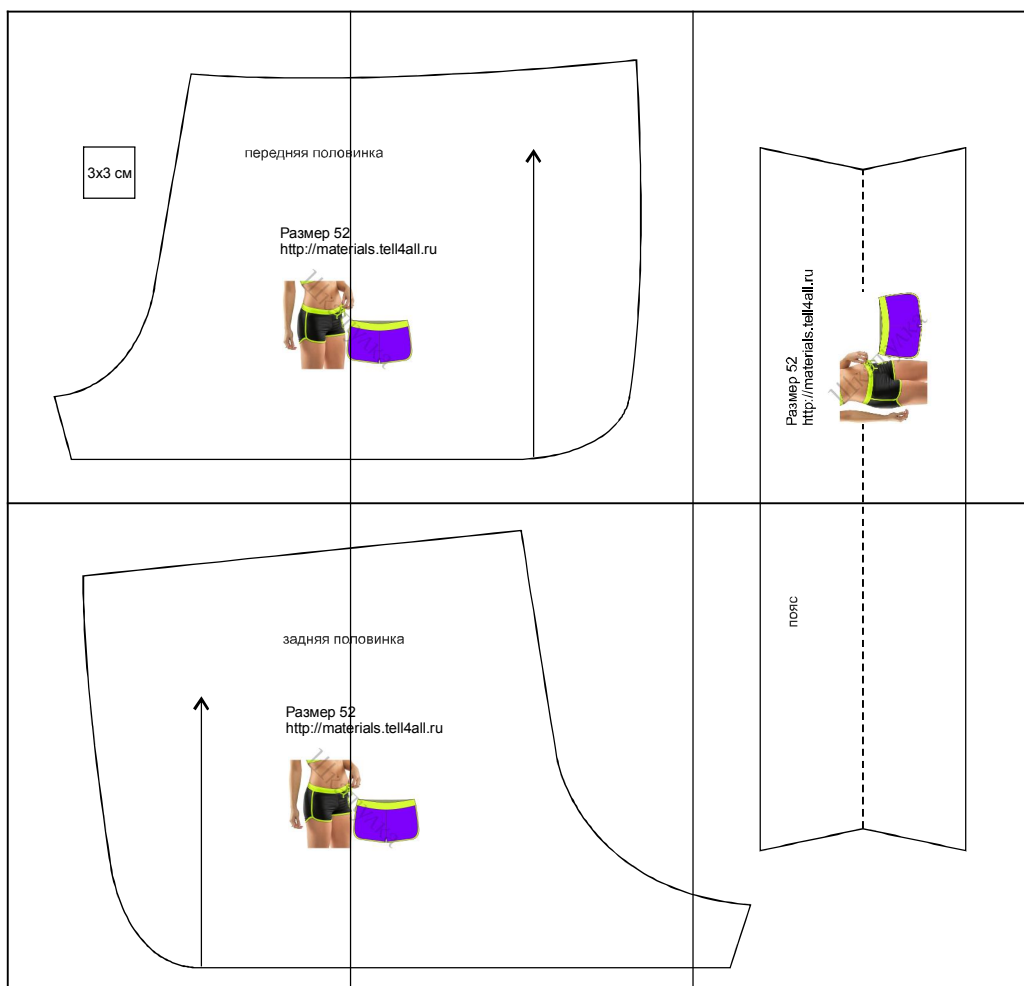 передняя половинка
3х3 см
Размер 52
http://materials.tell4all.ru
Размер 52
http://materials.tell4all.ru
пояс
задняя половинка
Размер 52
http://materials.tell4all.ru